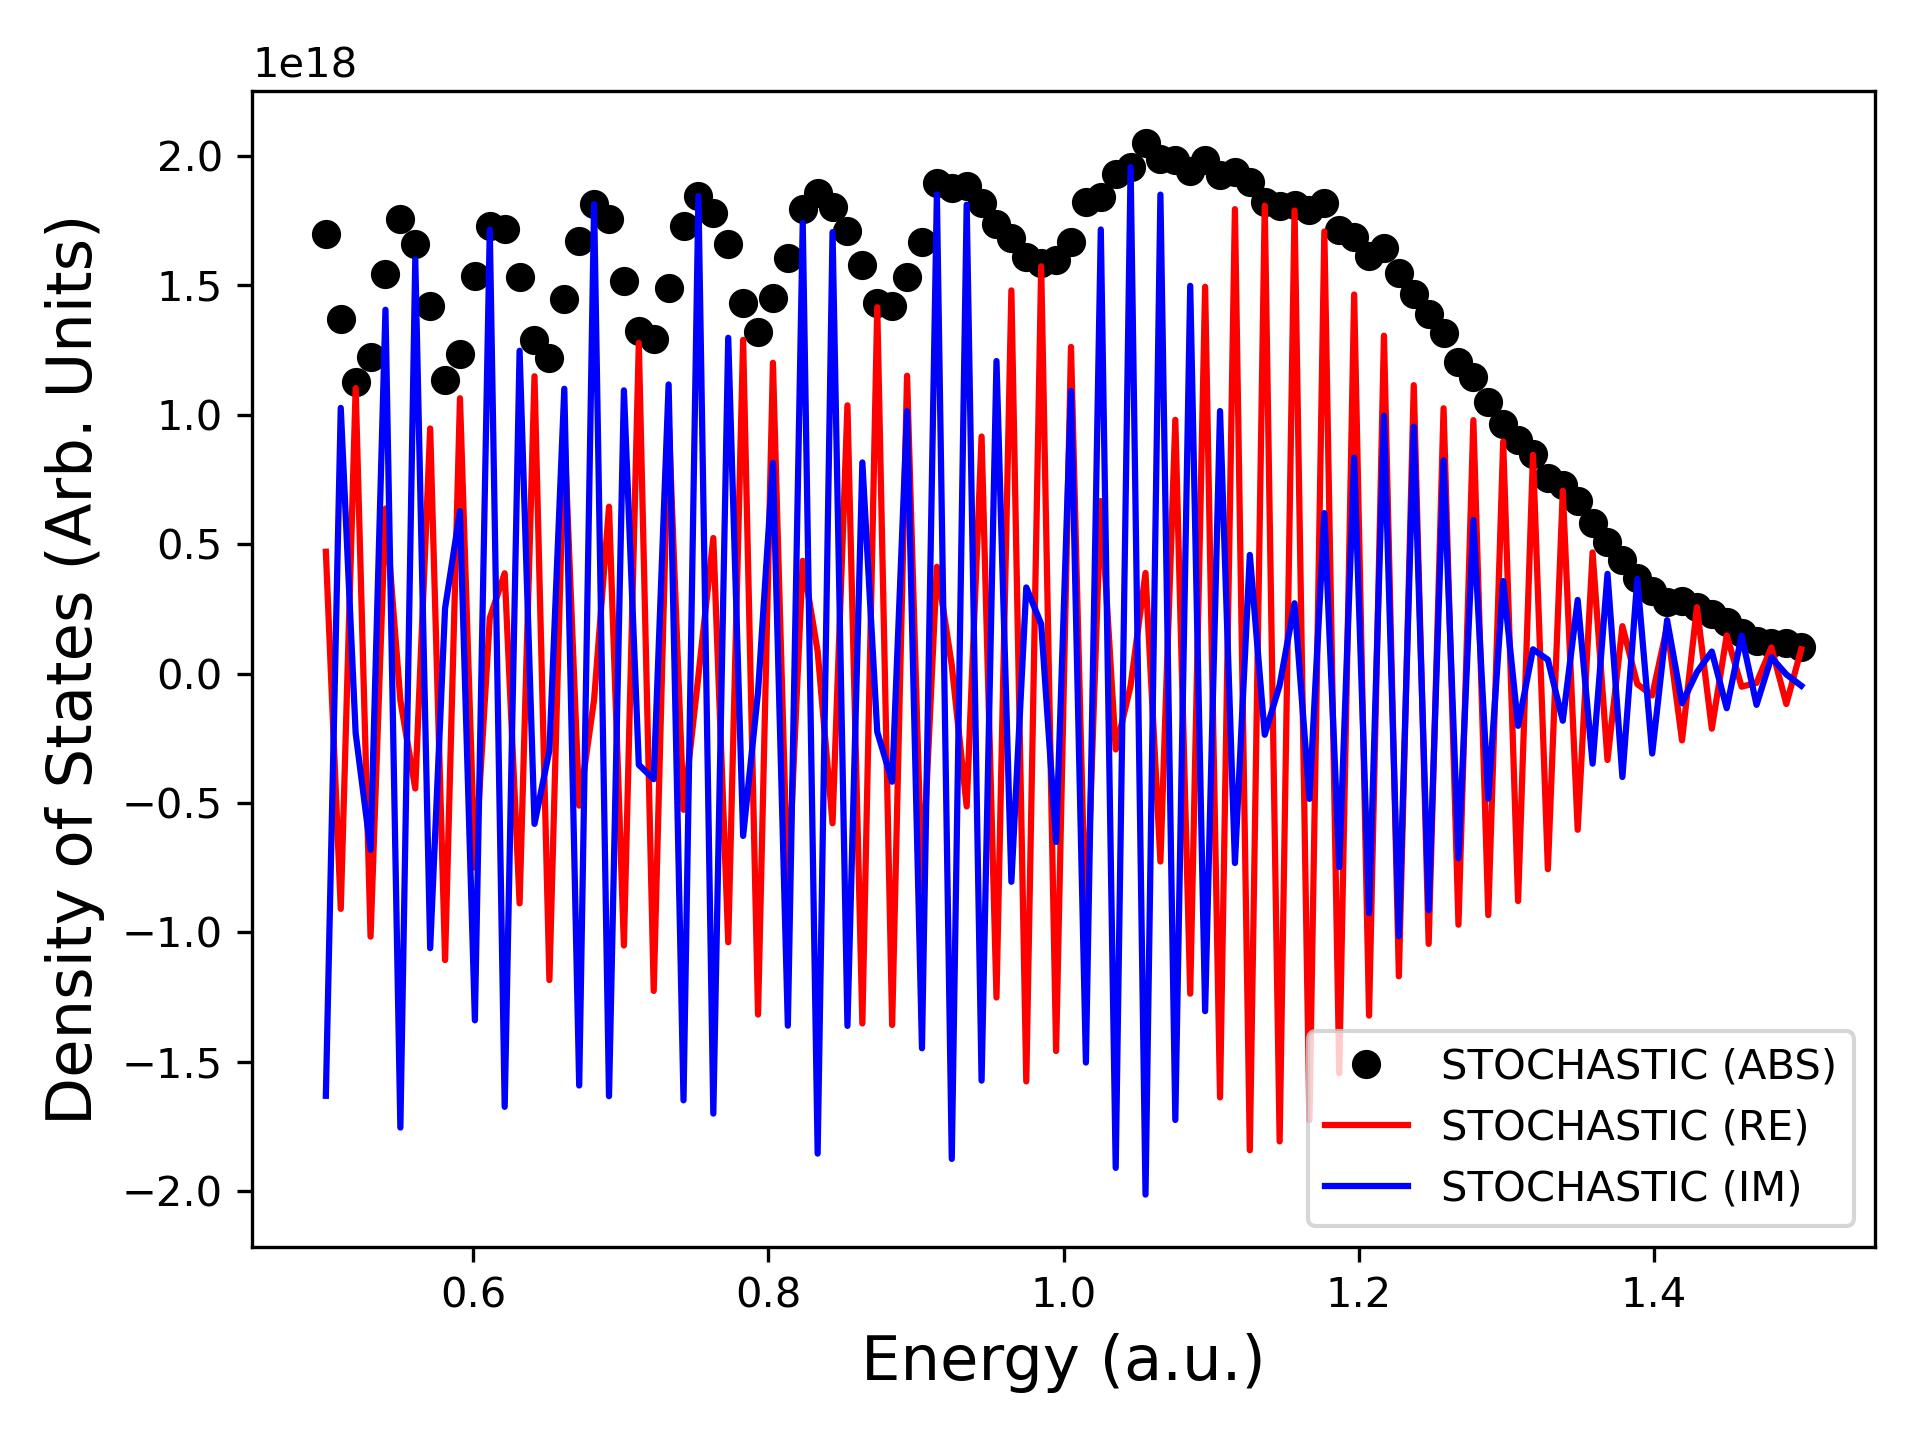 1e18
2.0
1.5
1.0
0.5
0.0
−0.5
−1.0
−1.5
−2.0
Density of States (Arb. Units)
STOCHASTIC (ABS)
STOCHASTIC (RE)
STOCHASTIC (IM)
0.6 0.8 1.0 1.2 1.4
Energy (a.u.)